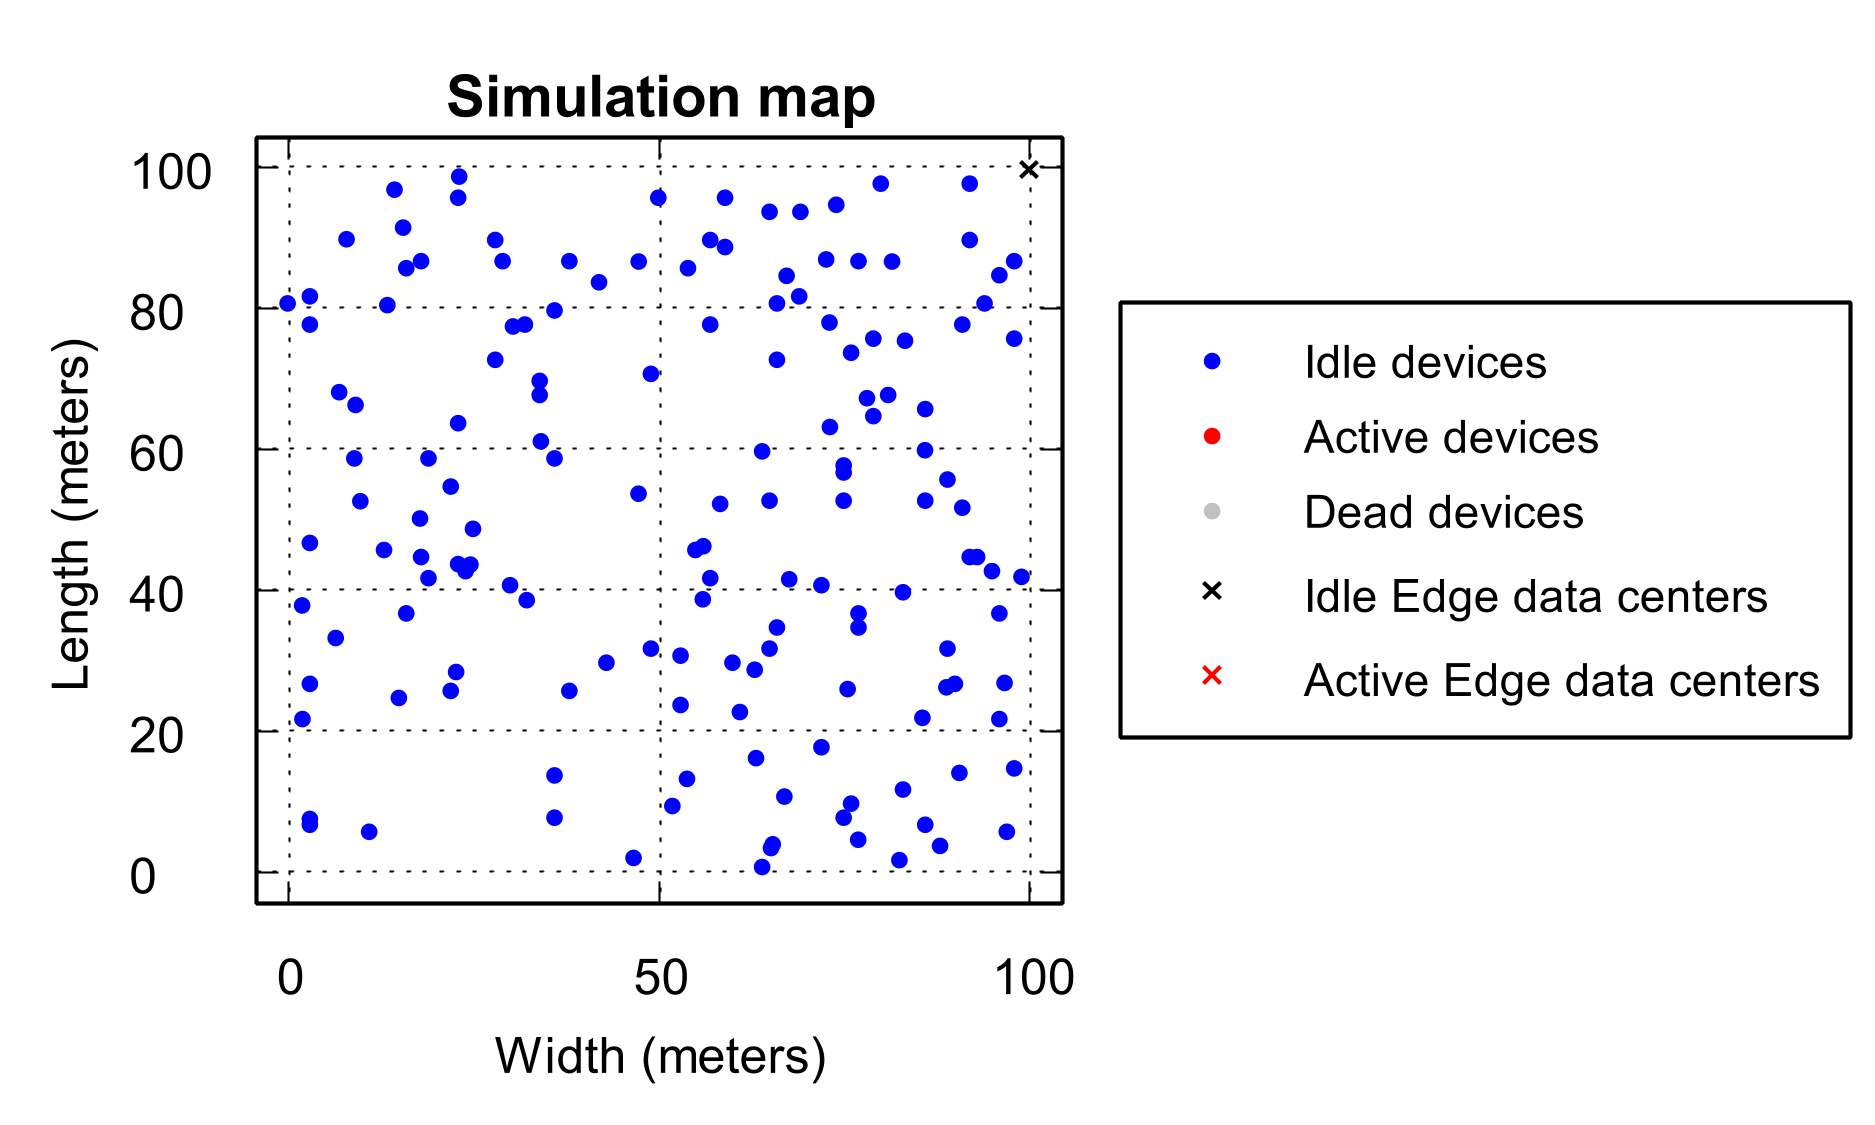 Simulation map
100
80
60
40
20
0
Length (meters)
0 50 100
Width (meters)
Idle devices
Active devices
Dead devices
Idle Edge data centers
Active Edge data centers